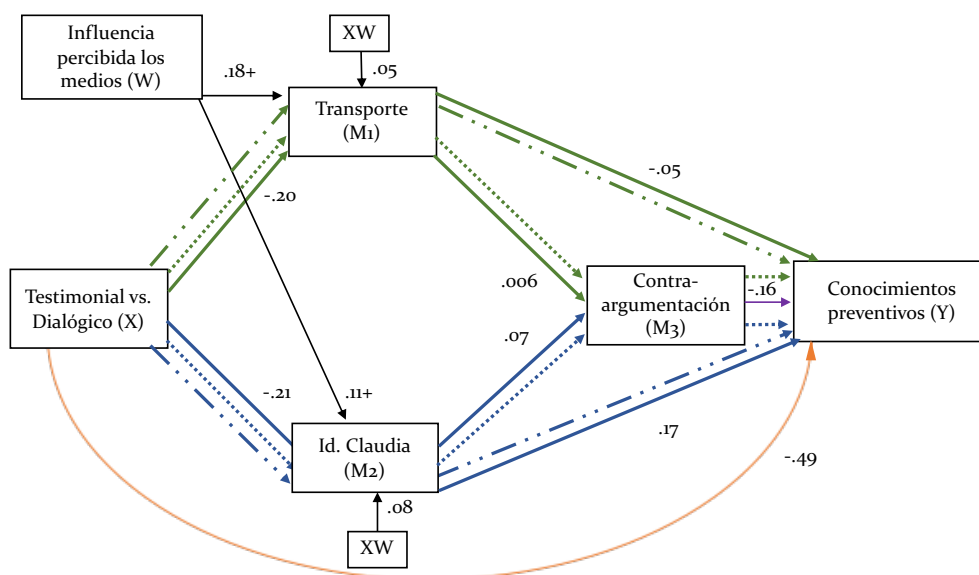 XW
Influencia
percibida los
medios (W)
.18+
.05
Transporte
(M1)
-.05
-.20
.006
Testimonial vs.
Dialógico (X)
Contra-
argumentación
(M3)
-.16
Conocimientos
preventivos (Y)
.07
-.21
.11+
.17
Id. Claudia
(M2)
-.49
.08
XW